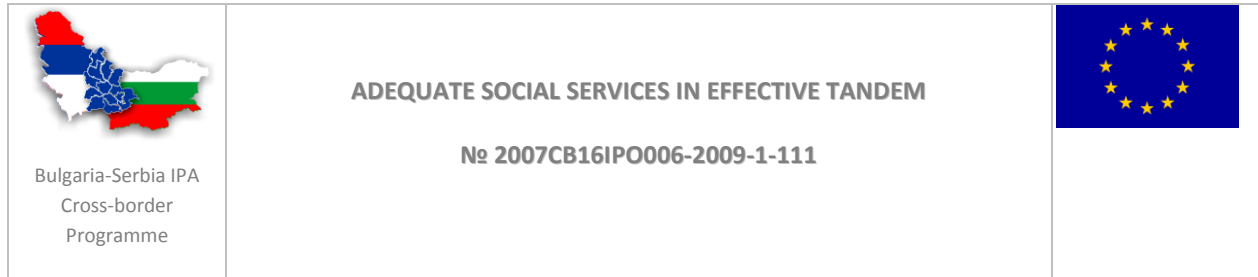 ADEQUATE SOCIAL SERVICES IN EFFECTIVE TANDEM
№ 2007CB16IPO006-2009-1-111
Bulgaria-Serbia IPA
Cross-border
Programme